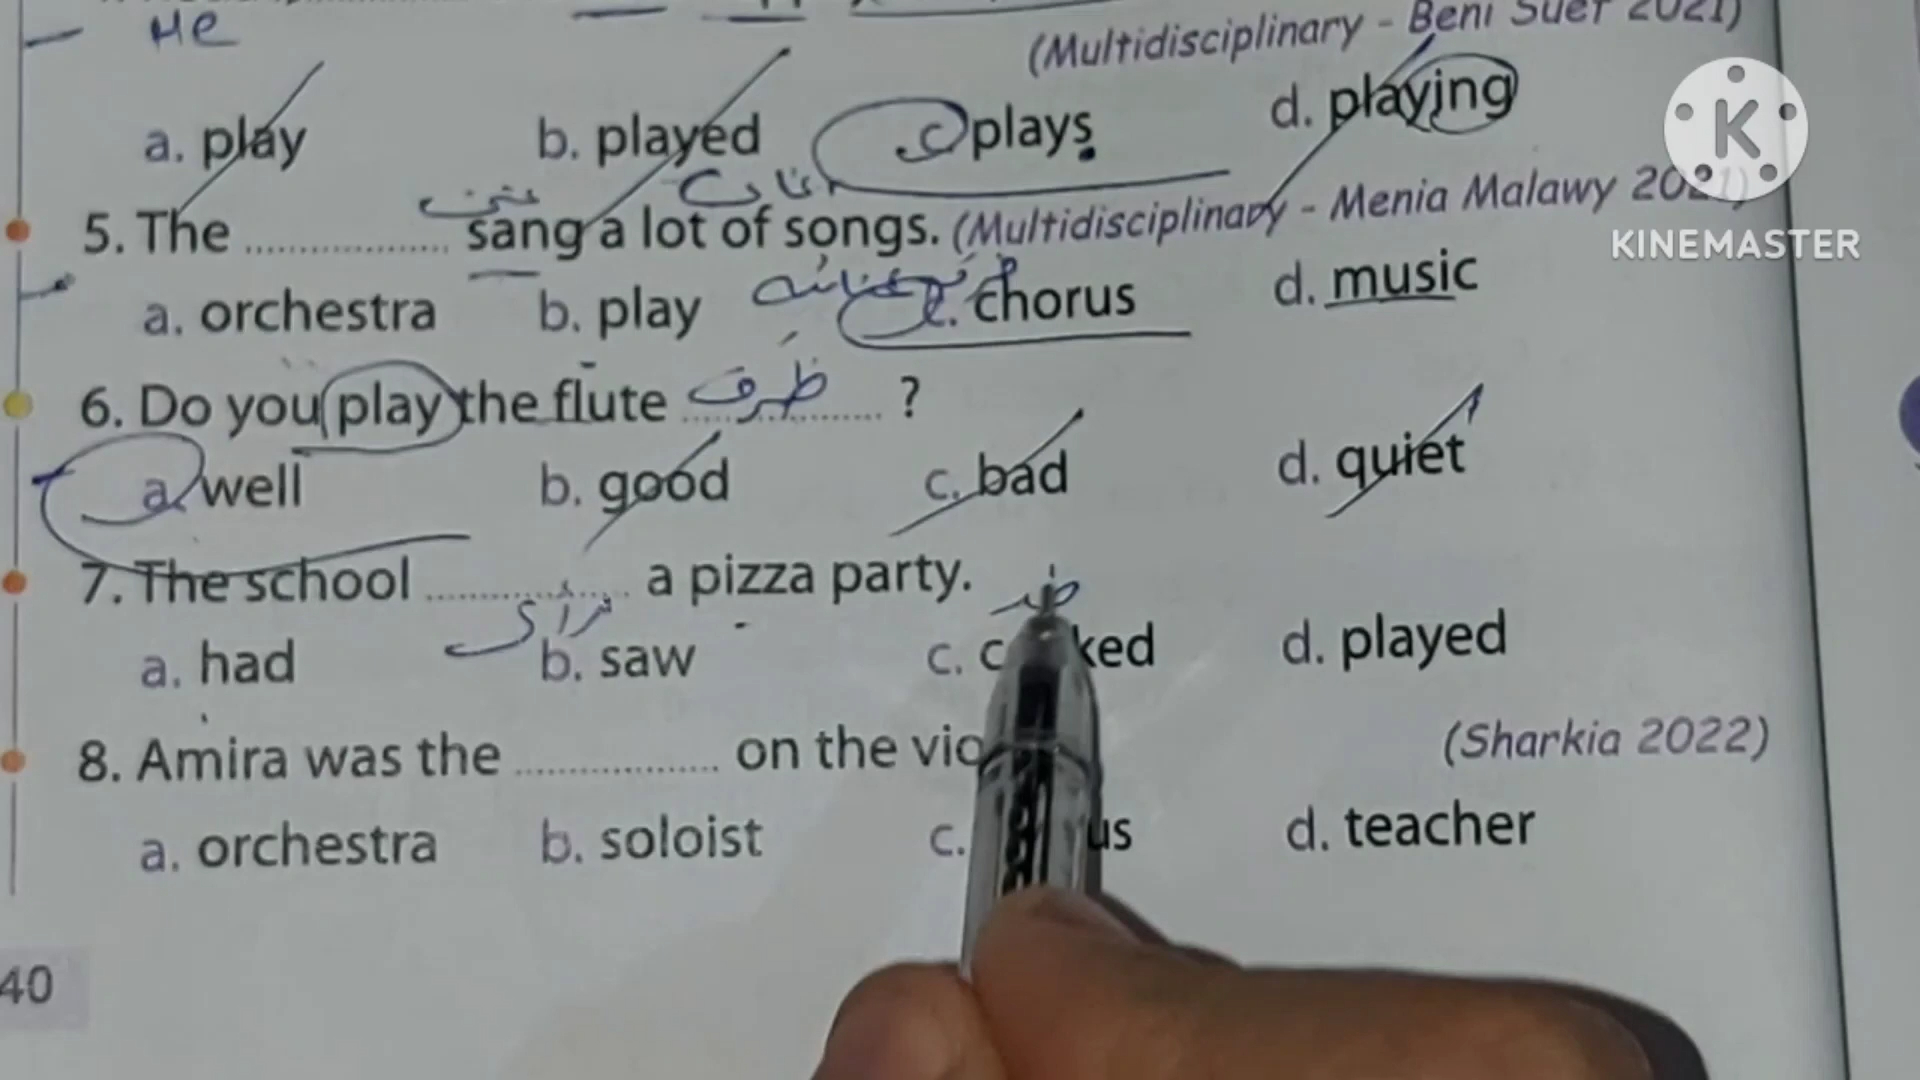 He
(Multidisciplinary - Beni Suef 2021)
a. play b. played c plays d. playing
5. The .................. sang a lot of songs. (Multidisciplinary - Menia Malawy 2021)
a. orchestra b. play c. chorus d. music
6. Do you play the flute ظرف ?
a. well b. good c. bad d. quiet
7. The school .................. a pizza party.
a. had b. saw d. played
8. Amira was the .................. on the (Sharkia 2022)
a. orchestra b. soloist c. d. teacher
40
K
KINEMASTER